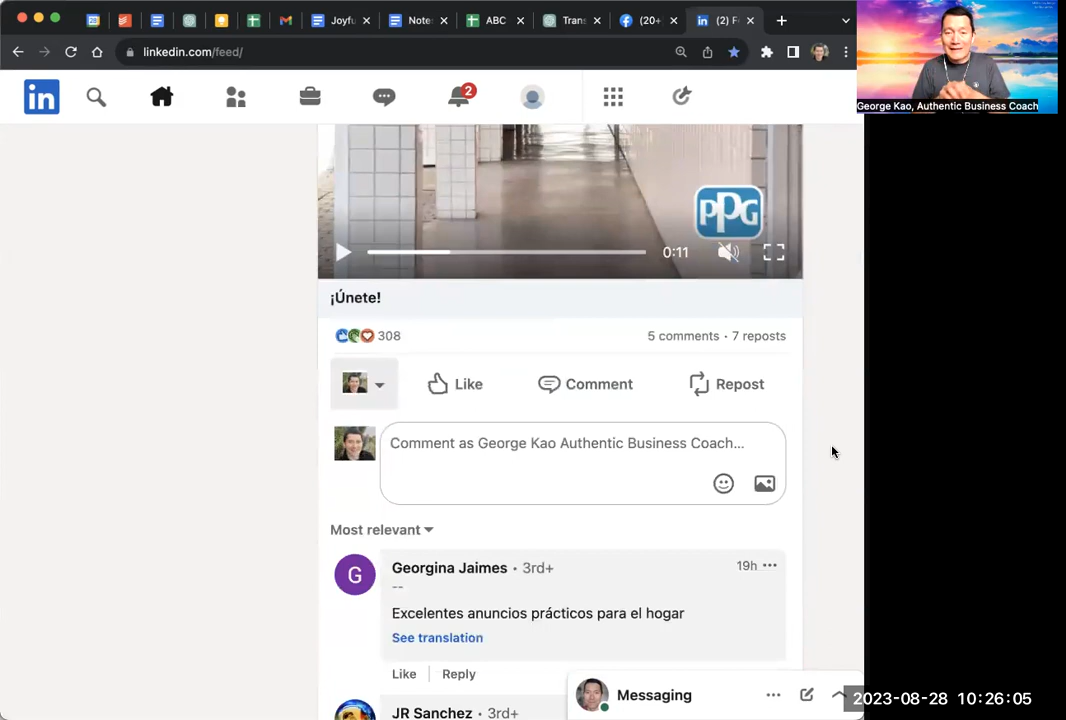 Joyfu
Note
ABC
Trans
(20+
(2) F
linkedin.com/feed/
George Kao, Authentic Business Coach
in
2
PPG
0:11
¡Únete!
308
5 comments • 7 reposts
Like
Comment
Repost
Comment as George Kao Authentic Business Coach...
Most relevant
G
Georgina Jaimes • 3rd+
19h
--
Excelentes anuncios prácticos para el hogar
See translation
Like
Reply
Messaging
JR Sanchez • 3rd+
2023-08-28 10:26:05